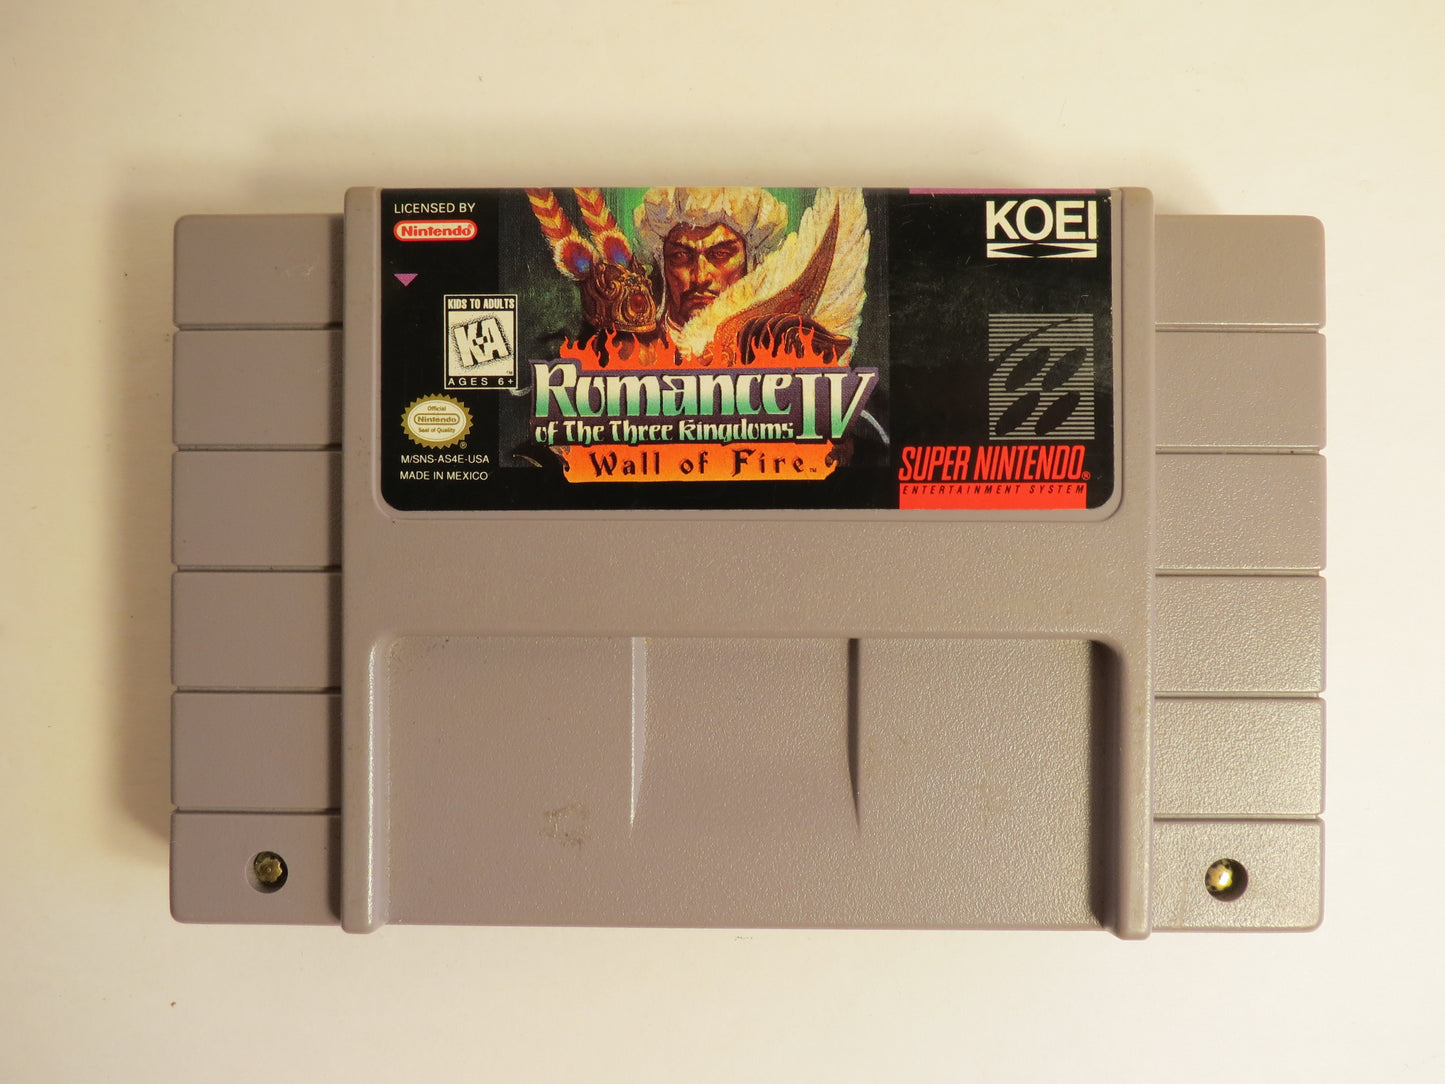 LICENSED BY
Nintendo
KIDS TO ADULTS
K-A
AGES 6+
Official
Nintendo
Seal of Quality
M/SNS-AS4E-USA
MADE IN MEXICO
Romance IV
of The Three Kingdoms
Wall of Fire™
KOEI
SUPER NINTENDO®
ENTERTAINMENT SYSTEM